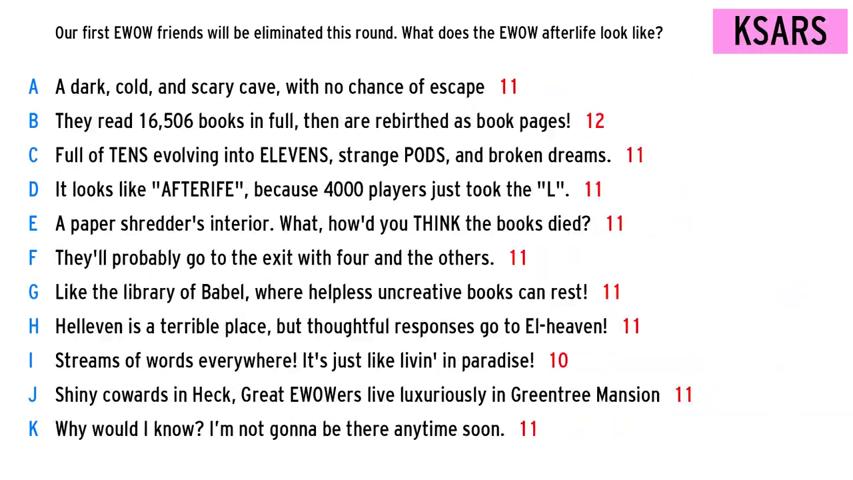 Our first EWOW friends will be eliminated this round. What does the EWOW afterlife look like?
KSARS
A A dark, cold, and scary cave, with no chance of escape 11
B They read 16,506 books in full, then are rebirthed as book pages! 12
C Full of TENS evolving into ELEVENS, strange PODS, and broken dreams. 11
D It looks like "AFTERIFE", because 4000 players just took the "L". 11
E A paper shredder's interior. What, how'd you THINK the books died? 11
F They'll probably go to the exit with four and the others. 11
G Like the library of Babel, where helpless uncreative books can rest! 11
H Helleven is a terrible place, but thoughtful responses go to El-heaven! 11
I Streams of words everywhere! It's just like livin' in paradise! 10
J Shiny cowards in Heck, Great EWOWers live luxuriously in Greentree Mansion 11
K Why would I know? I’m not gonna be there anytime soon. 11